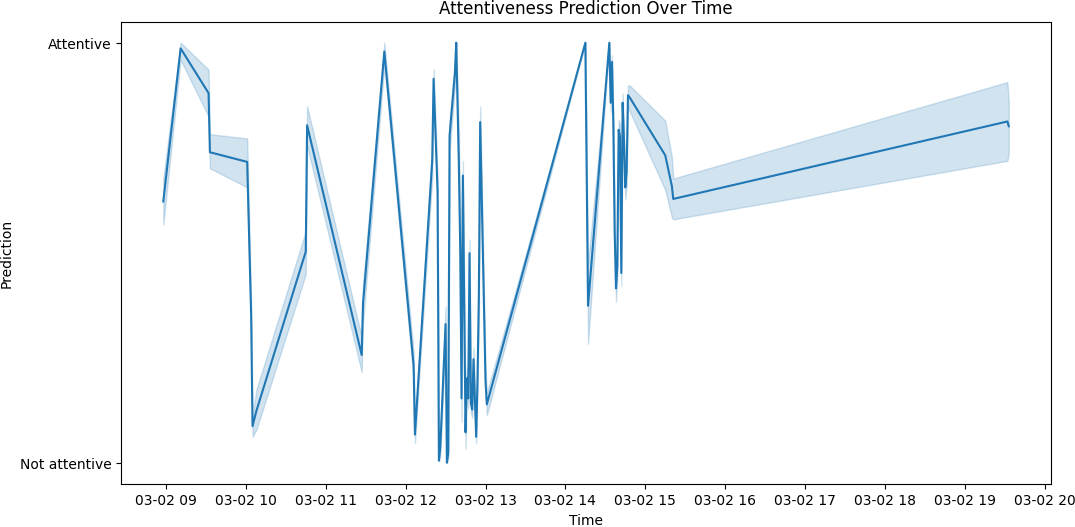 Attentiveness Prediction Over Time
Attentive
Prediction
Not attentive
03-02 09 03-02 10 03-02 11 03-02 12 03-02 13 03-02 14 03-02 15 03-02 16 03-02 17 03-02 18 03-02 19 03-02 20
Time